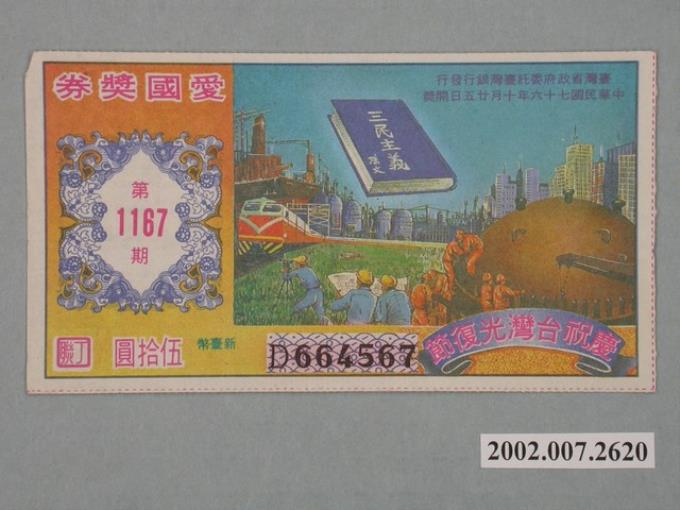 券獎國愛
行發行銀灣臺託委府政省灣臺
獎開日五廿月十年六十七國民華中
三民主義
孫文
第
1167
期
節復光灣台祝慶
聯丁
圓拾伍
幣臺新
D664567
2002.007.2620